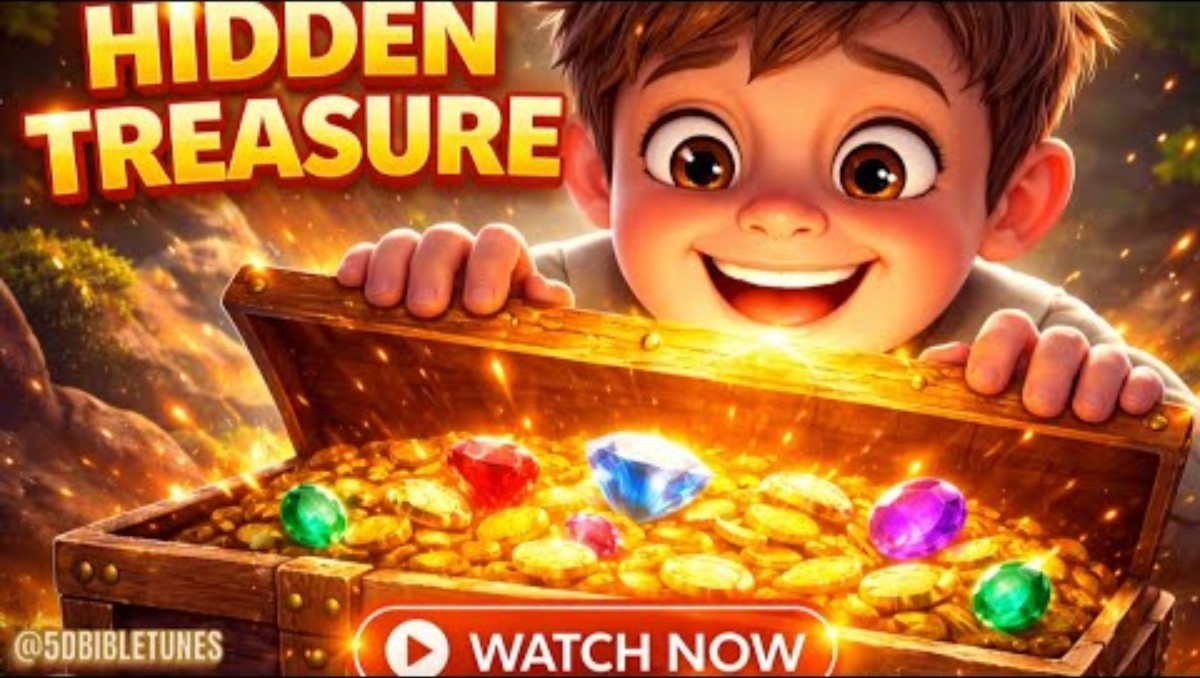 HIDDEN
TREASURE
@5DBIBLETUNES
WATCH NOW